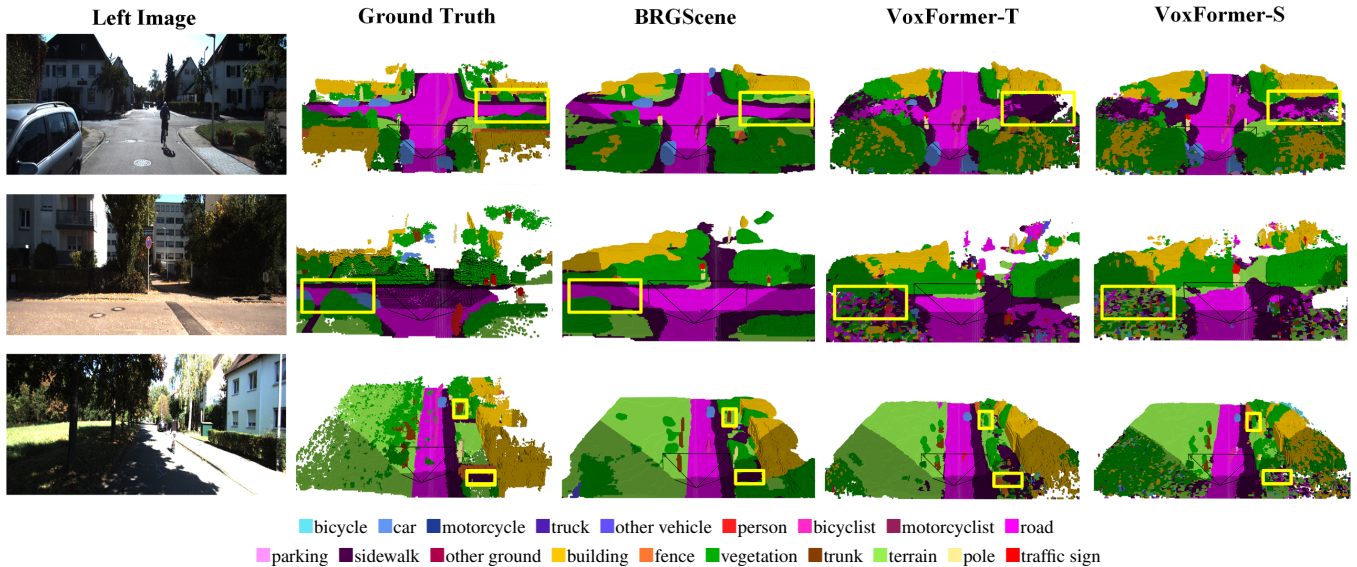 Left Image Ground Truth BRGScene VoxFormer-T VoxFormer-S
bicycle car motorcycle truck other vehicle person bicyclist motorcyclist road
parking sidewalk other ground building fence vegetation trunk terrain pole traffic sign